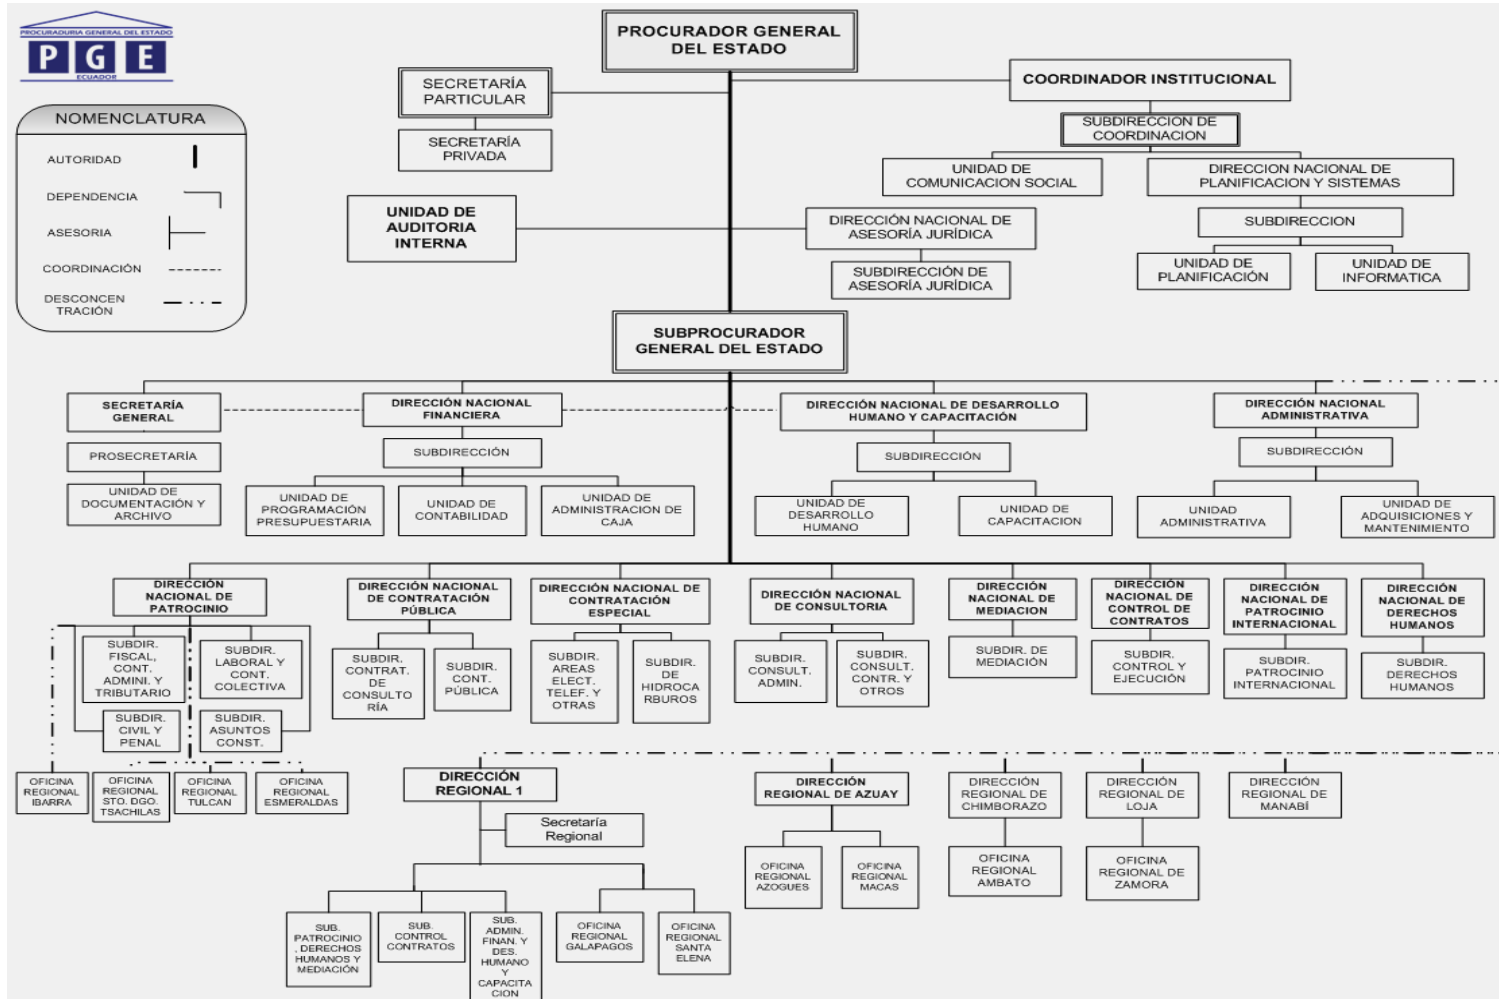 PROCURADURIA GENERAL DEL ESTADO
P G E
ECUADOR
PROCURADOR GENERAL
DEL ESTADO
SECRETARÍA
PARTICULAR
SECRETARÍA
PRIVADA
COORDINADOR INSTITUCIONAL
SUBDIRECCION DE
COORDINACION
UNIDAD DE
COMUNICACION SOCIAL
DIRECCION NACIONAL DE
PLANIFICACION Y SISTEMAS
SUBDIRECCION
UNIDAD DE
PLANIFICACIÓN
UNIDAD DE
INFORMATICA
NOMENCLATURA
AUTORIDAD
DEPENDENCIA
ASESORIA
COORDINACIÓN
DESCONCEN
TRACIÓN
UNIDAD DE
AUDITORIA
INTERNA
DIRECCIÓN NACIONAL DE
ASESORÍA JURÍDICA
SUBDIRECCIÓN DE
ASESORÍA JURÍDICA
SUBPROCURADOR
GENERAL DEL ESTADO
SECRETARÍA
GENERAL
PROSECRETARÍA
UNIDAD DE
DOCUMENTACIÓN Y
ARCHIVO
DIRECCIÓN NACIONAL
FINANCIERA
SUBDIRECCIÓN
UNIDAD DE
PROGRAMACIÓN
PRESUPUESTARIA
UNIDAD DE
CONTABILIDAD
UNIDAD DE
ADMINISTRACION DE
CAJA
DIRECCIÓN NACIONAL DE DESARROLLO
HUMANO Y CAPACITACIÓN
SUBDIRECCIÓN
UNIDAD DE
DESARROLLO
HUMANO
UNIDAD DE
CAPACITACION
DIRECCIÓN NACIONAL
ADMINISTRATIVA
SUBDIRECCIÓN
UNIDAD
ADMINISTRATIVA
UNIDAD DE
ADQUISICIONES Y
MANTENIMIENTO
DIRECCIÓN
NACIONAL DE
PATROCINIO
SUBDIR.
FISCAL,
CONT.
ADMINI. Y
TRIBUTARIO
SUBDIR.
LABORAL Y
CONT.
COLECTIVA
SUBDIR.
CIVIL Y
PENAL
SUBDIR.
ASUNTOS
CONST.
DIRECCIÓN NACIONAL
DE CONTRATACIÓN
PÚBLICA
SUBDIR.
CONTRAT.
DE
CONSULTO
RÍA
SUBDIR.
CONT.
PÚBLICA
DIRECCIÓN NACIONAL DE
CONTRATACIÓN
ESPECIAL
SUBDIR.
AREAS
ELECT.
TELEF. Y
OTRAS
SUBDIR.
DE
HIDROCA
RBUROS
DIRECCIÓN NACIONAL
DE CONSULTORIA
SUBDIR.
CONSULT.
ADMIN.
SUBDIR.
CONSULT.
CONTR. Y
OTROS
DIRECCIÓN
NACIONAL DE
MEDIACION
SUBDIR. DE
MEDIACIÓN
DIRECCIÓN
NACIONAL DE
CONTROL DE
CONTRATOS
SUBDIR.
CONTROL Y
EJECUCIÓN
DIRECCIÓN
NACIONAL DE
PATROCINIO
INTERNACIONAL
SUBDIR.
PATROCINIO
INTERNACIONAL
DIRECCIÓN
NACIONAL DE
DERECHOS
HUMANOS
SUBDIR.
DERECHOS
HUMANOS
OFICINA
REGIONAL
IBARRA
OFICINA
REGIONAL
STO. DGO.
TSACHILAS
OFICINA
REGIONAL
TULCAN
OFICINA
REGIONAL
ESMERALDAS
DIRECCIÓN
REGIONAL 1
Secretaría
Regional
SUB.
PATROCINIO
, DERECHOS
HUMANOS Y
MEDIACIÓN
SUB.
CONTROL
CONTRATOS
SUB.
ADMIN.
FINAN. Y
DES.
HUMANO
Y
CAPACITA
CION
OFICINA
REGIONAL
GALAPAGOS
OFICINA
REGIONAL
SANTA
ELENA
DIRECCIÓN
REGIONAL DE AZUAY
OFICINA
REGIONAL
AZOGUES
OFICINA
REGIONAL
MACAS
DIRECCIÓN
REGIONAL DE
CHIMBORAZO
OFICINA
REGIONAL
AMBATO
DIRECCIÓN
REGIONAL DE
LOJA
OFICINA
REGIONAL DE
ZAMORA
DIRECCIÓN
REGIONAL DE
MANABÍ